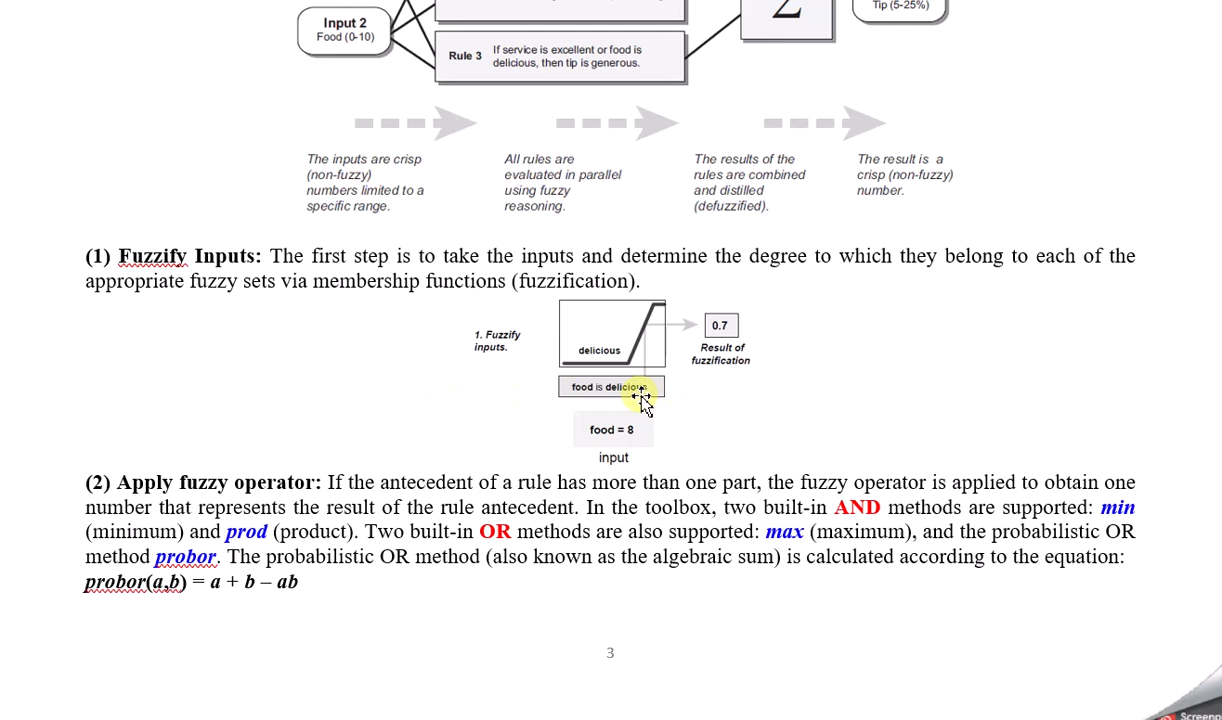 Tip (5-25%)
Input 2
Food (0-10)
Rule 3 If service is excellent or food is
delicious, then tip is generous.
The inputs are crisp
(non-fuzzy)
numbers limited to a
specific range.
All rules are
evaluated in parallel
using fuzzy
reasoning.
The results of the
rules are combined
and distilled
(defuzzified).
The result is a
crisp (non-fuzzy)
number.
(1) Fuzzify Inputs: The first step is to take the inputs and determine the degree to which they belong to each of the
appropriate fuzzy sets via membership functions (fuzzification).
1. Fuzzify
inputs.
delicious
0.7
Result of
fuzzification
food is delicious
food = 8
input
(2) Apply fuzzy operator: If the antecedent of a rule has more than one part, the fuzzy operator is applied to obtain one
number that represents the result of the rule antecedent. In the toolbox, two built-in AND methods are supported: min
(minimum) and prod (product). Two built-in OR methods are also supported: max (maximum), and the probabilistic OR
method probor. The probabilistic OR method (also known as the algebraic sum) is calculated according to the equation:
probor(a,b) = a + b – ab
3